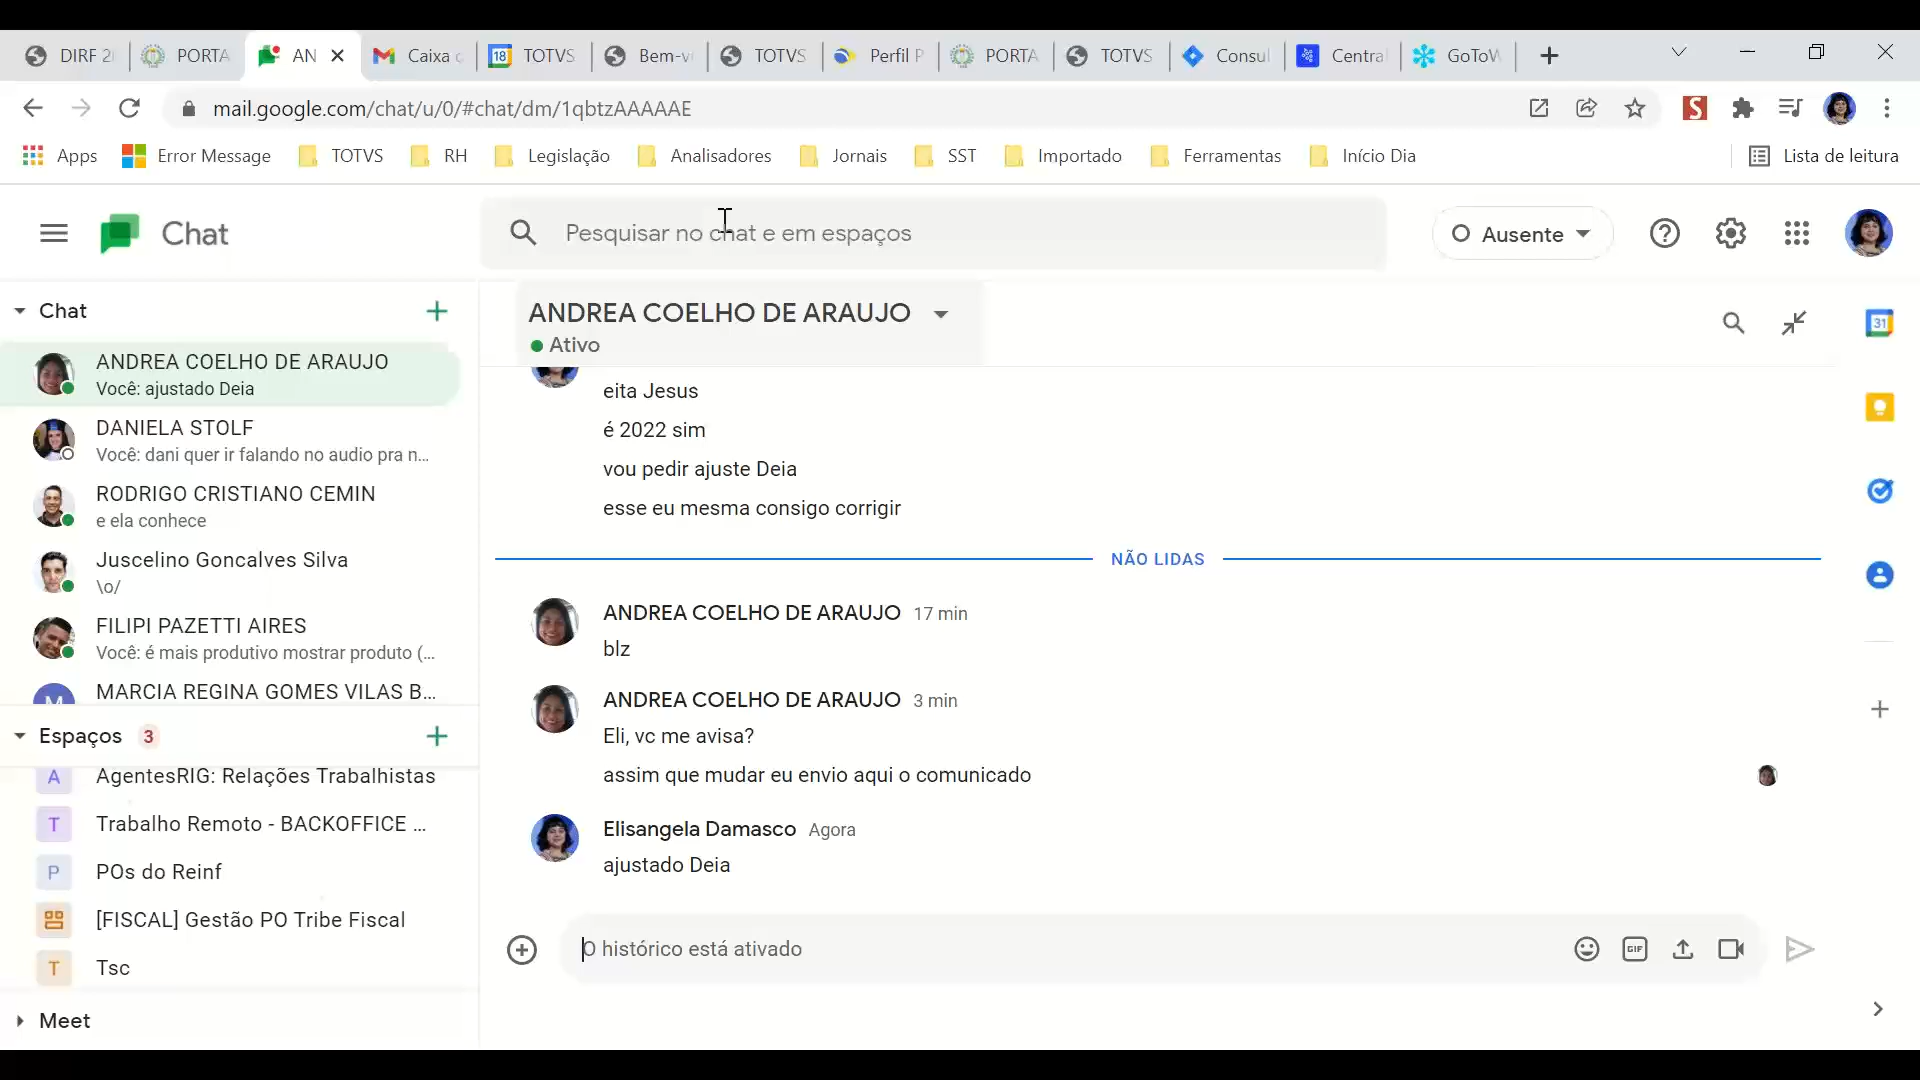 DIRF 2
PORTA
AN
Caixa
18
TOTVS
Bem-v
TOTVS
Perfil P
PORTA
TOTVS
Consul
Central
GoToW
mail.google.com/chat/u/0/#chat/dm/1qbtzAAAAAE
S
Apps
Error Message
TOTVS
RH
Legislação
Analisadores
Jornais
SST
Importado
Ferramentas
Início Dia
Lista de leitura
Chat
Pesquisar no chat e em espaços
Ausente
Chat
ANDREA COELHO DE ARAUJO
Você: ajustado Deia
DANIELA STOLF
Você: dani quer ir falando no audio pra n...
RODRIGO CRISTIANO CEMIN
e ela conhece
Juscelino Goncalves Silva
\o/
FILIPI PAZETTI AIRES
Você: é mais produtivo mostrar produto (...
M
MARCIA REGINA GOMES VILAS B...
Espaços 3
A
AgentesRIG: Relações Trabalhistas
T
Trabalho Remoto - BACKOFFICE ...
P
POs do Reinf
[FISCAL] Gestão PO Tribe Fiscal
T
Tsc
Meet
ANDREA COELHO DE ARAUJO
Ativo
eita Jesus
é 2022 sim
vou pedir ajuste Deia
esse eu mesma consigo corrigir
NÃO LIDAS
ANDREA COELHO DE ARAUJO 17 min
blz
ANDREA COELHO DE ARAUJO 3 min
Eli, vc me avisa?
assim que mudar eu envio aqui o comunicado
Elisangela Damasco Agora
ajustado Deia
O histórico está ativado
GIF
31